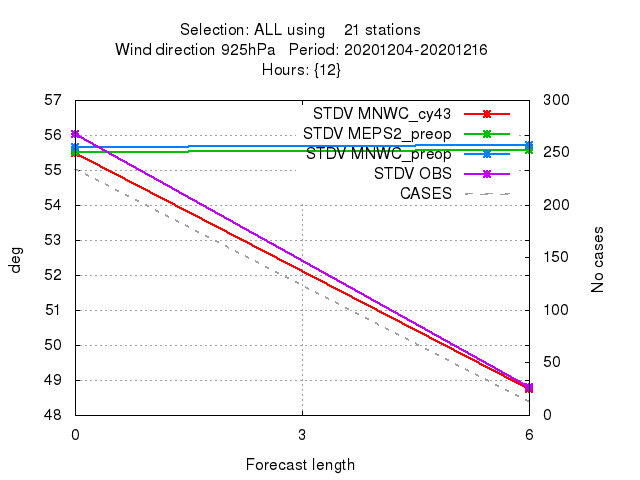 Selection: ALL using 21 stations
Wind direction 925hPa Period: 20201204-20201216
Hours: {12}
57
56
55
54
53
52
51
50
49
48
deg
300
250
200
150
100
50
0
No cases
STDV MNWC_cy43
STDV MEPS2_preop
STDV MNWC_preop
STDV OBS
CASES
0 3 6
Forecast length